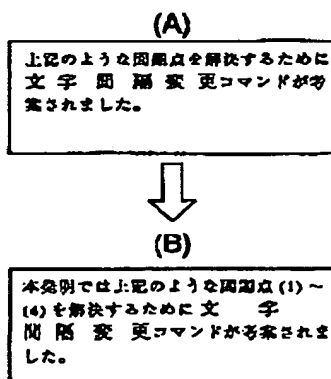 (A)
上記のような問題点を解決するために
文 字 間 隔 変 更コマンドが考
案されました。
(B)
本発明では上記のような問題点(1)～
(4)を解決するために 文 字
間 隔 変 更コマンドが考案されま
した。